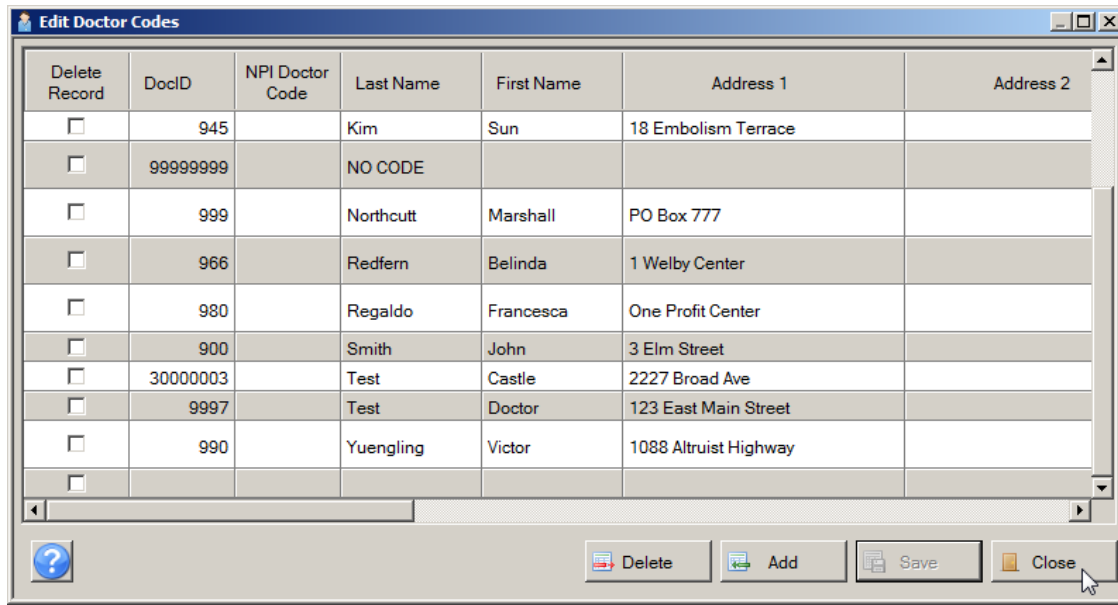 Edit Doctor Codes
Delete Record DocID NPI Doctor Code Last Name First Name Address 1 Address 2
945 Kim Sun 18 Embolism Terrace
99999999 NO CODE
999 Northcutt Marshall PO Box 777
966 Redfern Belinda 1 Welby Center
980 Regaldo Francesca One Profit Center
900 Smith John 3 Elm Street
30000003 Test Castle 2227 Broad Ave
9997 Test Doctor 123 East Main Street
990 Yuengling Victor 1088 Altruist Highway
? Delete Add Save Close